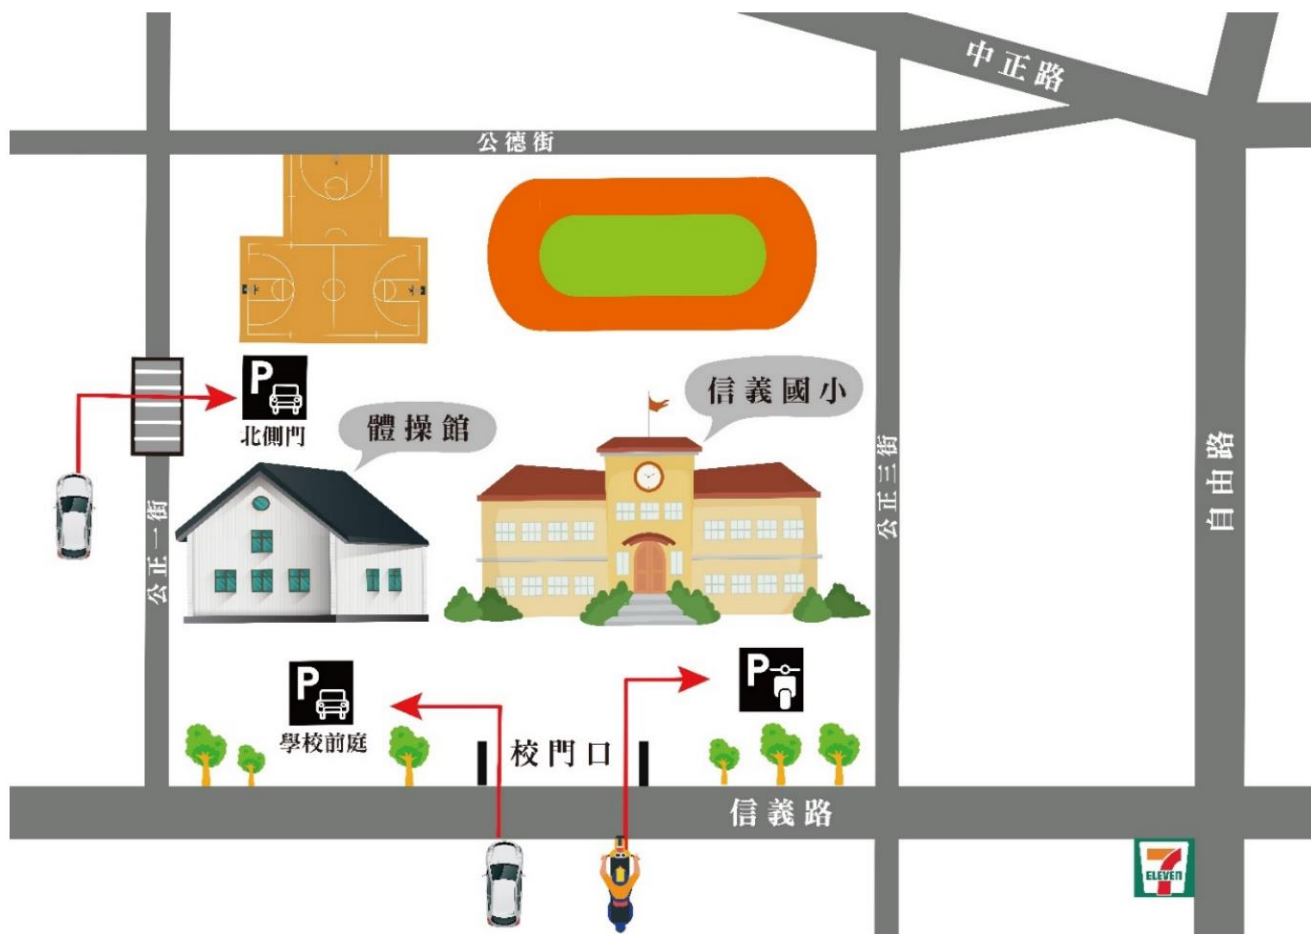 中正路
公德街
信義國小
P
北側門
體操館
公正一街
公正三街
自由路
P
學校前庭
校門口
P
信義路
7
ELEVEN